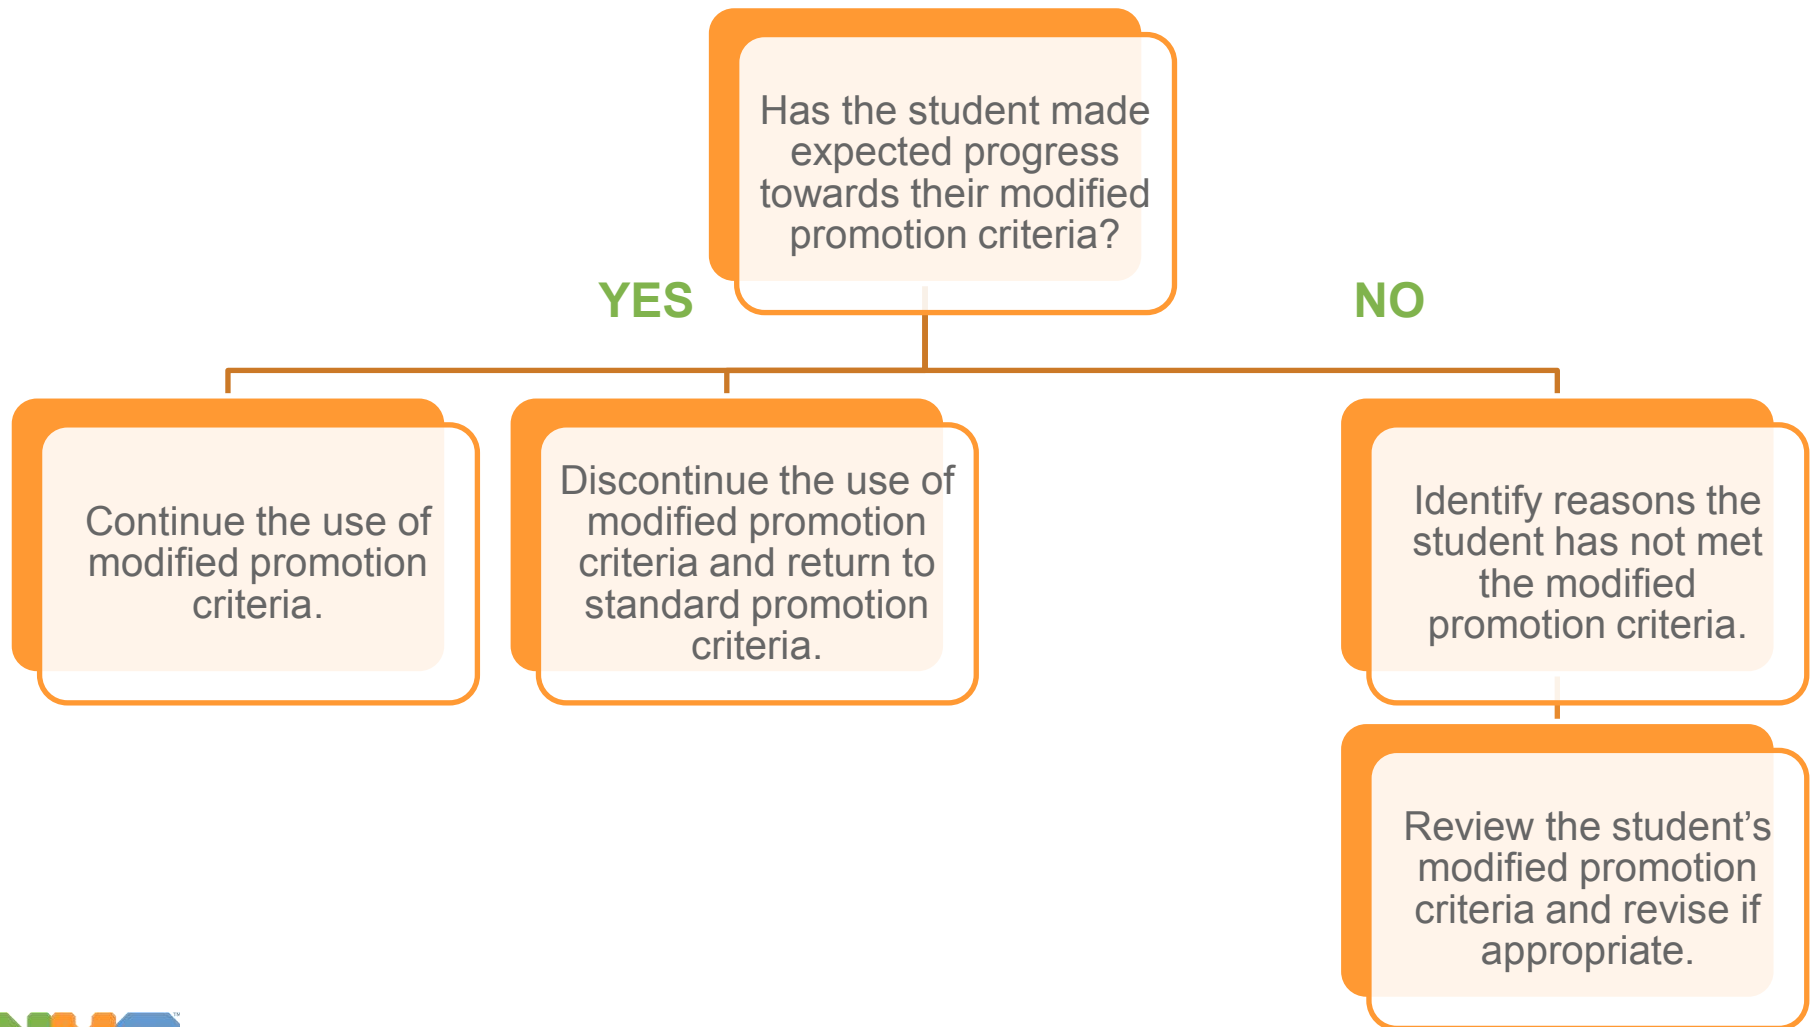 Has the student made
expected progress
towards their modified
promotion criteria?
YES
NO
Continue the use of
modified promotion
criteria.
Discontinue the use of
modified promotion
criteria and return to
standard promotion
criteria.
Identify reasons the
student has not met
the modified
promotion criteria.
Review the student’s
modified promotion
criteria and revise if
appropriate.